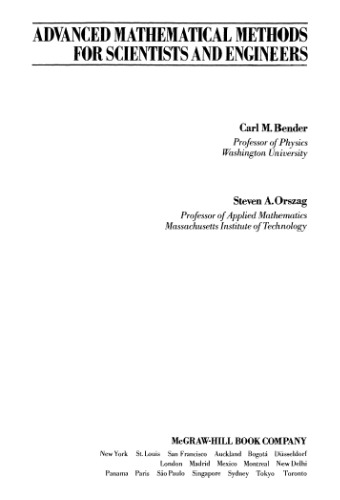 ADVANCED MATHEMATICAL METHODS
FOR SCIENTISTS AND ENGINEERS
Carl M. Bender
Professor of Physics
Washington University
Steven A. Orszag
Professor of Applied Mathematics
Massachusetts Institute of Technology
McGRAW-HILL BOOK COMPANY
New York St. Louis San Francisco Auckland Bogotá Düsseldorf
London Madrid Mexico Montreal New Delhi
Panama Paris São Paulo Singapore Sydney Tokyo Toronto